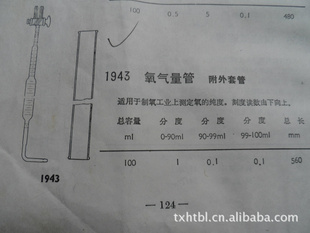 100 0.5 5 0.1 480
1943 氧气量管 附外套管
适用于制氧工业上测定氧的纯度。刻度读数由下向上。
总容量 分度 分度 分度 总长
ml 0-90ml 90-99ml 99-100ml mm
100 1 0.1 0.1 560
1943
—124—
txhtbl.cn.alibaba.com